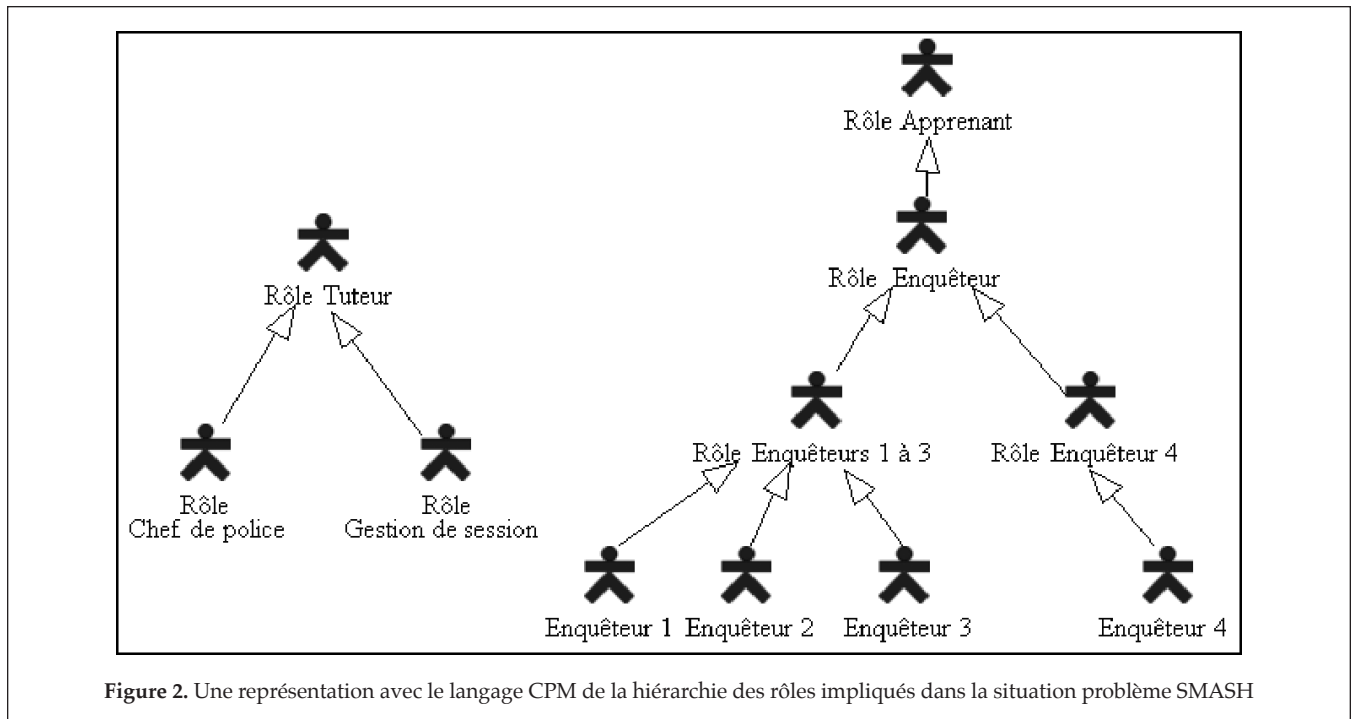 Rôle Apprenant
Rôle Enquêteur
Rôle Tuteur
Rôle Enquêteurs 1 à 3
Rôle Enquêteur 4
Rôle
Chef de police
Rôle
Gestion de session
Enquêteur 1
Enquêteur 2
Enquêteur 3
Enquêteur 4
Figure 2. Une représentation avec le langage CPM de la hiérarchie des rôles impliqués dans la situation problème SMASH